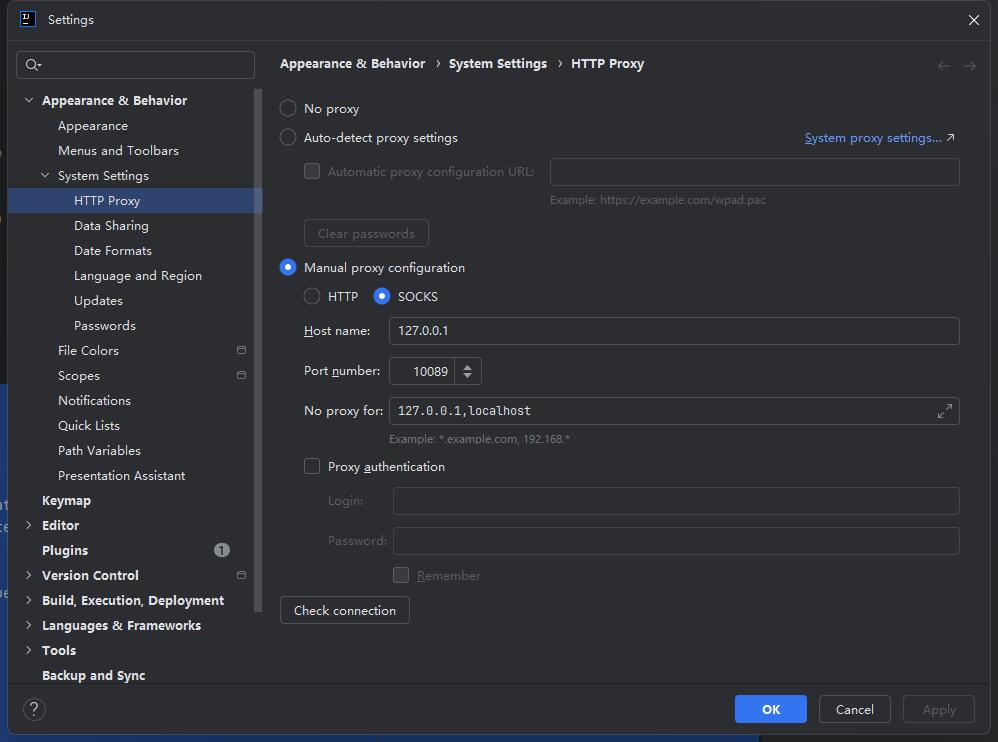 Settings
Appearance & Behavior › System Settings › HTTP Proxy
Appearance & Behavior
Appearance
Menus and Toolbars
System Settings
HTTP Proxy
Data Sharing
Date Formats
Language and Region
Updates
Passwords
File Colors
Scopes
Notifications
Quick Lists
Path Variables
Presentation Assistant
Keymap
Editor
Plugins 1
Version Control
Build, Execution, Deployment
Languages & Frameworks
Tools
Backup and Sync
No proxy
Auto-detect proxy settings System proxy settings...
Automatic proxy configuration URL:
Example: https://example.com/wpad.pac
Clear passwords
Manual proxy configuration
HTTP SOCKS
Host name: 127.0.0.1
Port number: 10089
No proxy for: 127.0.0.1,localhost
Example: *.example.com, 192.168.*
Proxy authentication
Login:
Password:
Remember
Check connection
? OK Cancel Apply